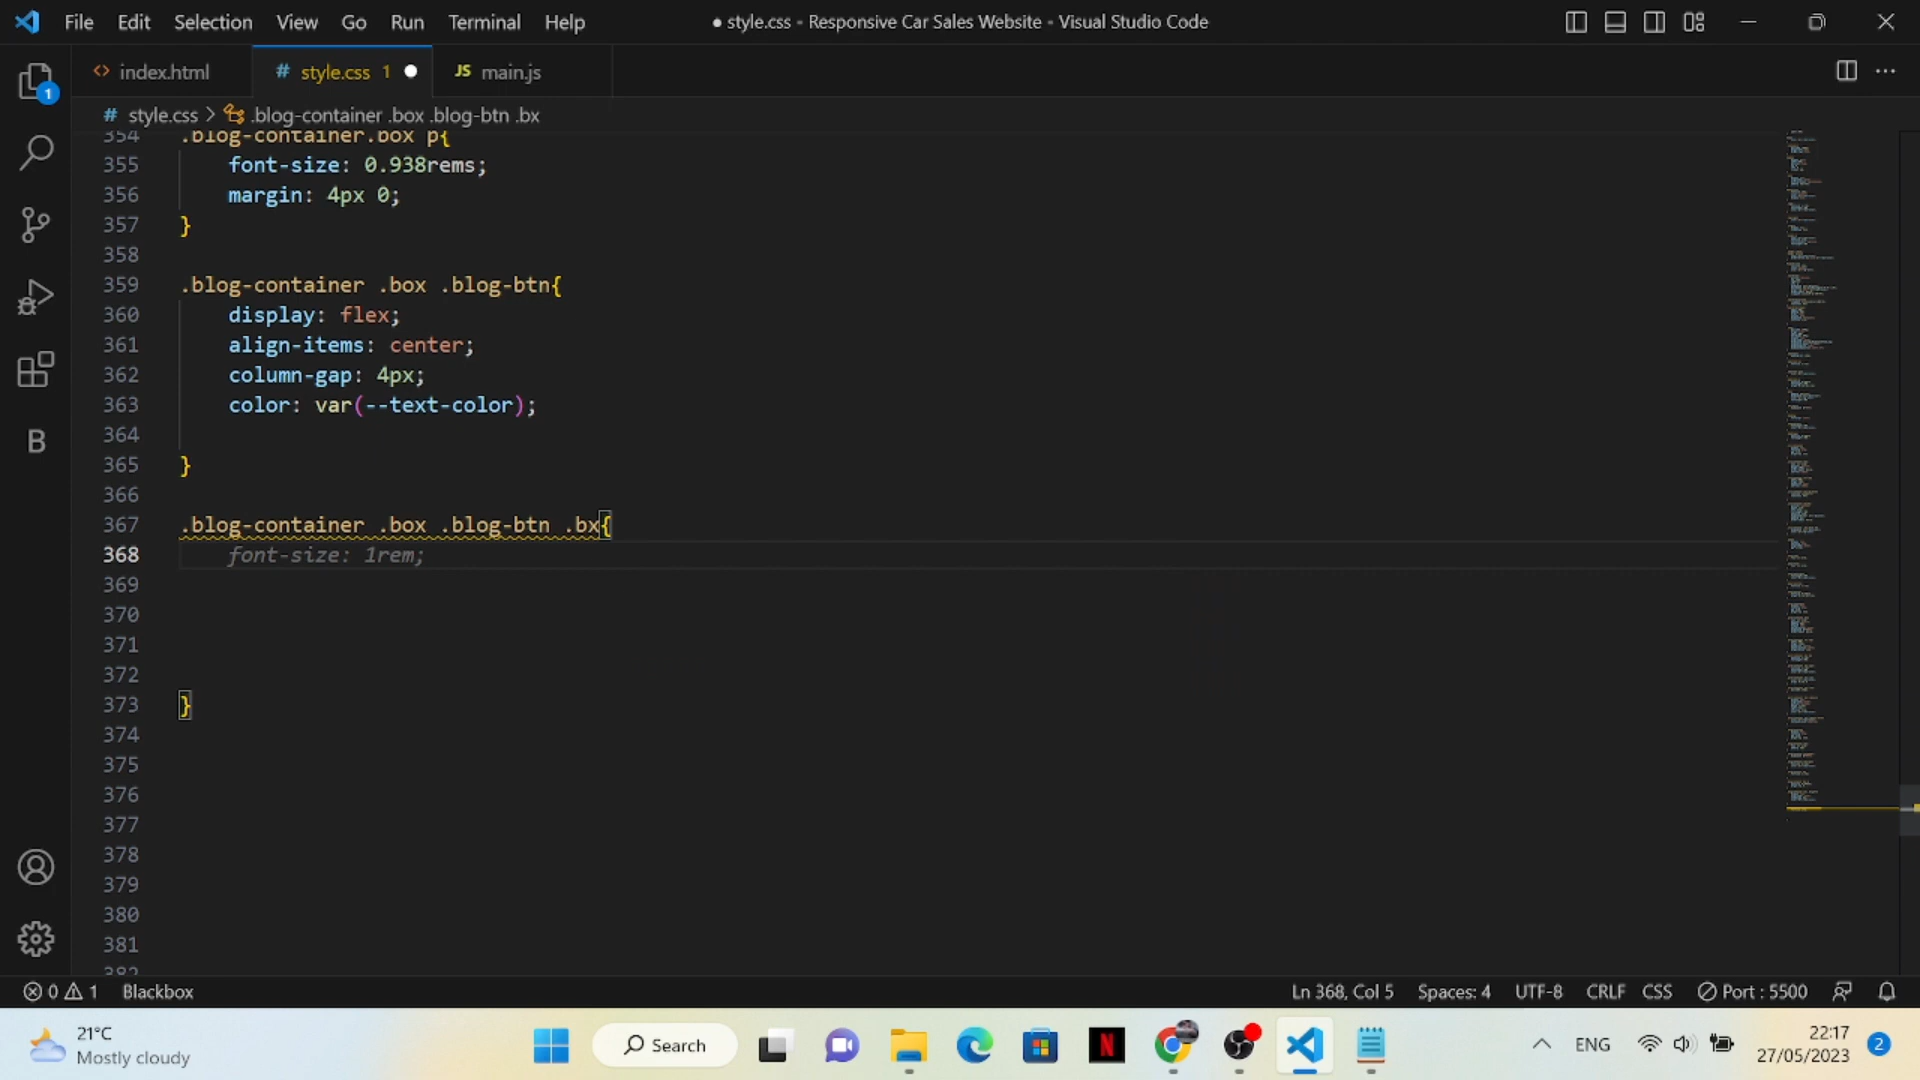 File Edit Selection View Go Run Terminal Help
● style.css - Responsive Car Sales Website - Visual Studio Code
index.html
# style.css 1
JS main.js
1
# style.css > .blog-container .box .blog-btn .bx
354 .blog-container.box p{
355 font-size: 0.938rems;
356 margin: 4px 0;
357 }
358
359 .blog-container .box .blog-btn{
360 display: flex;
361 align-items: center;
362 column-gap: 4px;
363 color: var(--text-color);
364
365 }
366
367 .blog-container .box .blog-btn .bx{
368 font-size: 1rem;
369
370
371
372
373 }
374
375
376
377
378
379
380
381
382
B
0 1 Blackbox
Ln 368, Col 5 Spaces: 4 UTF-8 CRLF CSS Port : 5500
21°C
Mostly cloudy
Search
N
ENG
22:17
27/05/2023
2